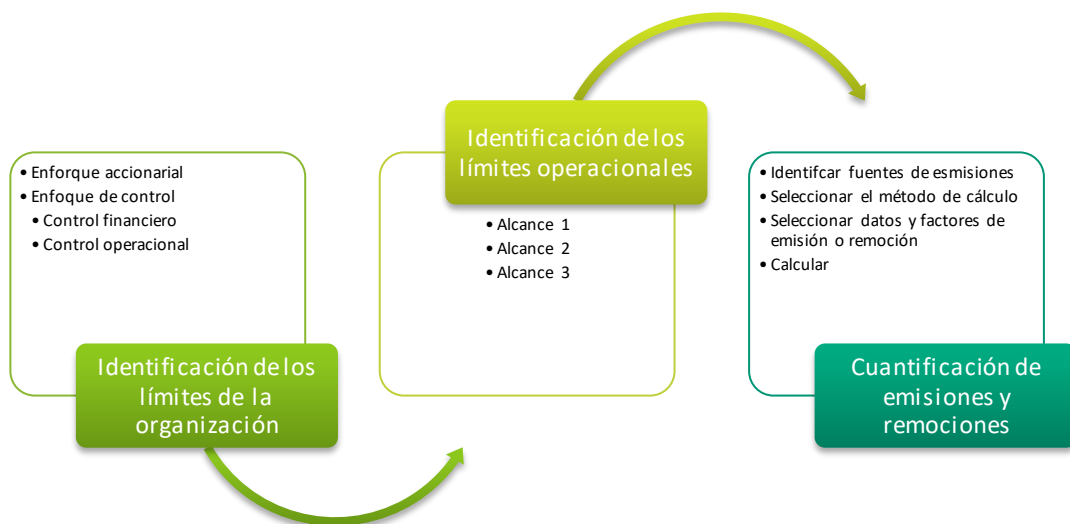 • Enforque accionarial
• Enfoque de control
• Control financiero
• Control operacional
Identificación de los
límites de la
organización
Identificación de los
límites operacionales
• Alcance 1
• Alcance 2
• Alcance 3
• Identifcar fuentes de esmisiones
• Seleccionar el método de cálculo
• Seleccionar datos y factores de
emisión o remoción
• Calcular
Cuantificación de
emisiones y
remociones